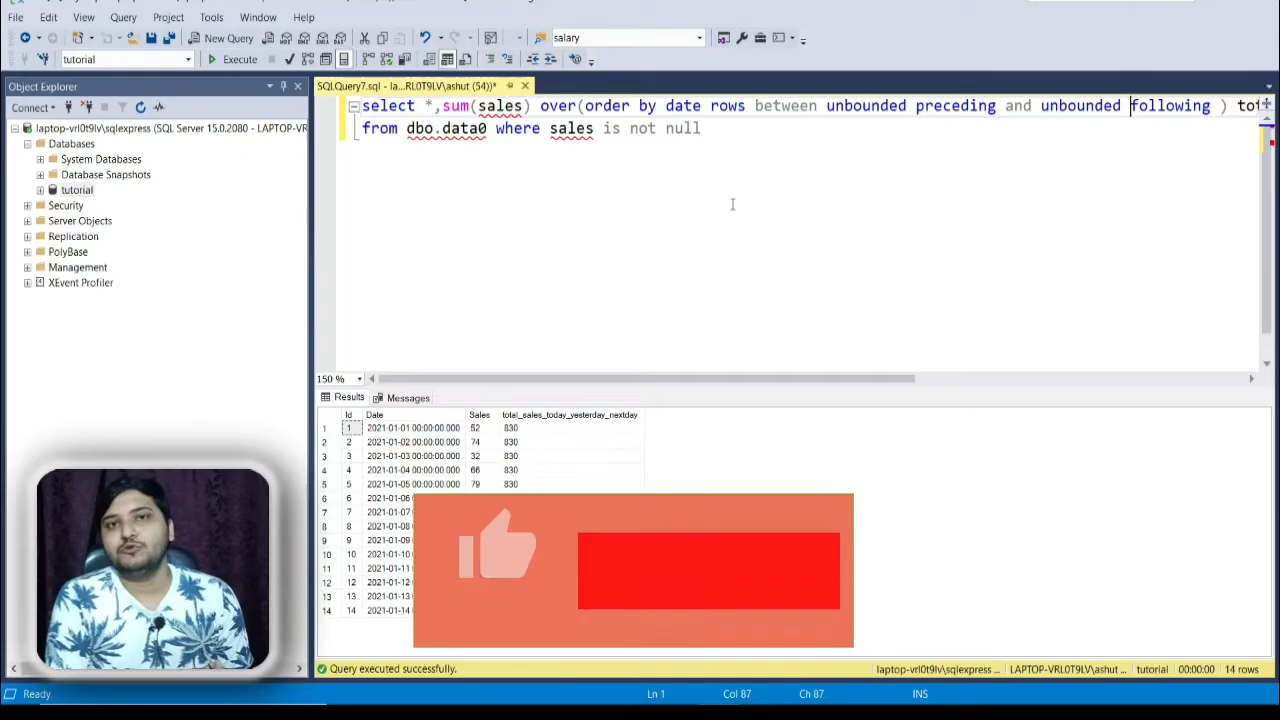 File Edit View Query Project Tools Window Help
New Query salary
tutorial Execute
Object Explorer
Connect
laptop-vrl0t9lv\sqlexpress (SQL Server 15.0.2080 - LAPTOP-VR
Databases
System Databases
Database Snapshots
tutorial
Security
Server Objects
Replication
PolyBase
Management
XEvent Profiler
SQLQuery7.sql - la...RL0T9LV\ashut (54))*
select *,sum(sales) over(order by date rows between unbounded preceding and unbounded following ) tot
from dbo.data0 where sales is not null
150 %
Results Messages
Id Date Sales total_sales_today_yesterday_nextday
1 1 2021-01-01 00:00:00.000 52 830
2 2 2021-01-02 00:00:00.000 74 830
3 3 2021-01-03 00:00:00.000 32 830
4 4 2021-01-04 00:00:00.000 66 830
5 5 2021-01-05 00:00:00.000 79 830
6 6 2021-01-06
7 7 2021-01-07
8 8 2021-01-08
9 9 2021-01-09
10 10 2021-01-10
11 11 2021-01-11
12 12 2021-01-12
13 13 2021-01-13
14 14 2021-01-14
Query executed successfully. laptop-vrl0t9lv\sqlexpress ... LAPTOP-VRL0T9LV\ashut ... tutorial 00:00:00 14 rows
Ready Ln 1 Col 87 Ch 87 INS